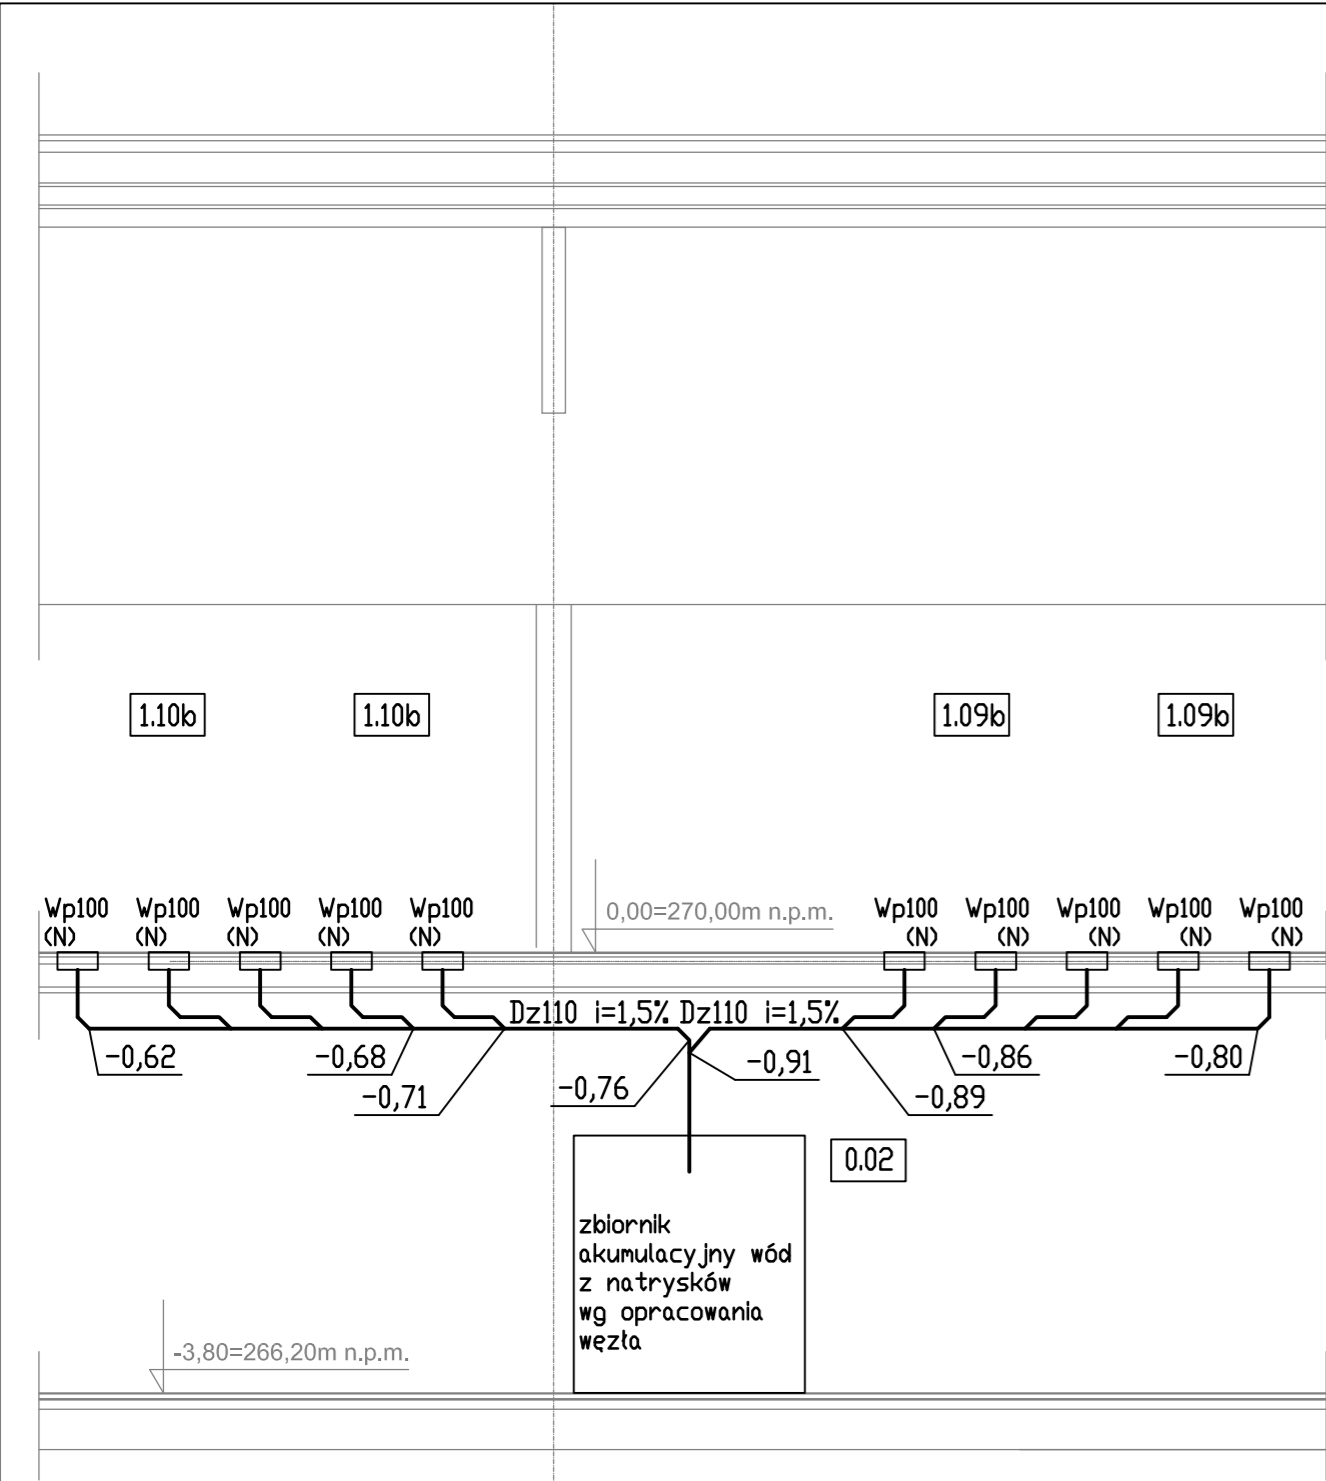 1.10b 1.10b 1.09b 1.09b
Wp100 Wp100 Wp100 Wp100 Wp100 0,00=270,00m n.p.m. Wp100 Wp100 Wp100 Wp100 Wp100
(N) (N) (N) (N) (N) (N) (N) (N) (N) (N)
Dz110 i=1,5% Dz110 i=1,5%
-0,62 -0,68 -0,91 -0,86 -0,80
-0,71 -0,76 -0,89
0.02
zbiornik
akumulacyjny wód
z natrysków
wg opracowania
węzła
-3,80=266,20m n.p.m.